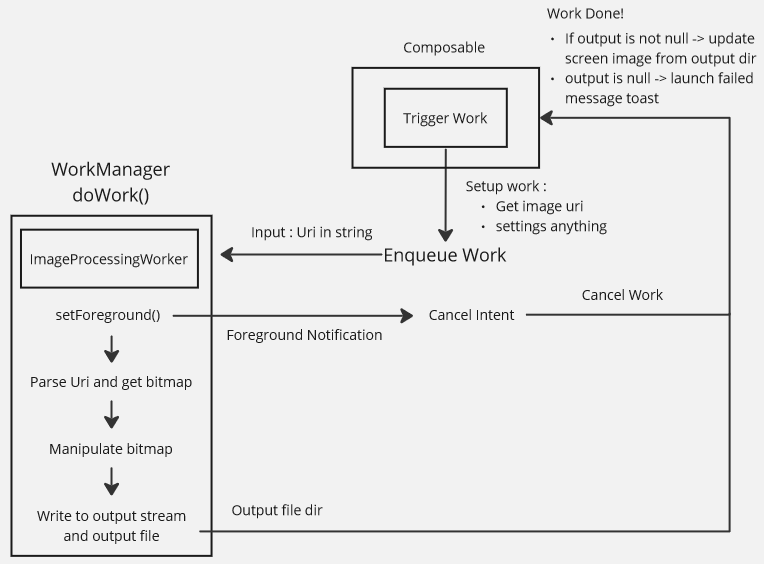 Work Done!
• If output is not null -> update
screen image from output dir
• output is null -> launch failed
message toast
Composable
Trigger Work
Setup work :
• Get image uri
• settings anything
WorkManager
doWork()
Input : Uri in string
Enqueue Work
ImageProcessingWorker
setForeground()
Foreground Notification
Cancel Intent
Cancel Work
Parse Uri and get bitmap
Manipulate bitmap
Write to output stream
and output file
Output file dir